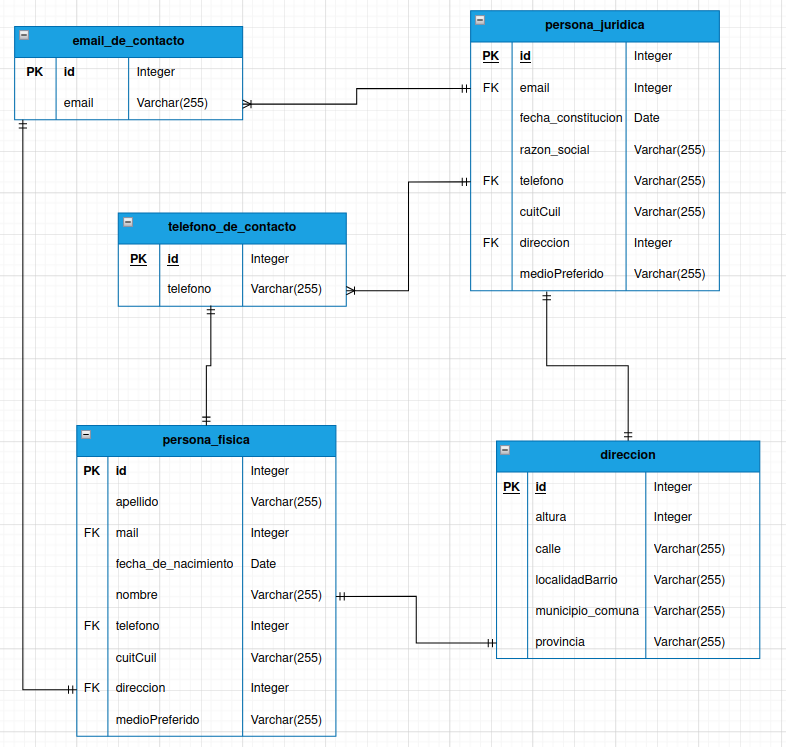 email_de_contacto
PK id Integer
email Varchar(255)
persona_juridica
PK id Integer
FK email Integer
fecha_constitucion Date
razon_social Varchar(255)
FK telefono Varchar(255)
cuitCuil Varchar(255)
FK direccion Integer
medioPreferido Varchar(255)
telefono_de_contacto
PK id Integer
telefono Varchar(255)
persona_fisica
PK id Integer
apellido Varchar(255)
FK mail Integer
fecha_de_nacimiento Date
nombre Varchar(255)
FK telefono Integer
cuitCuil Varchar(255)
FK direccion Integer
medioPreferido Varchar(255)
direccion
PK id Integer
altura Integer
calle Varchar(255)
localidadBarrio Varchar(255)
municipio_comuna Varchar(255)
provincia Varchar(255)